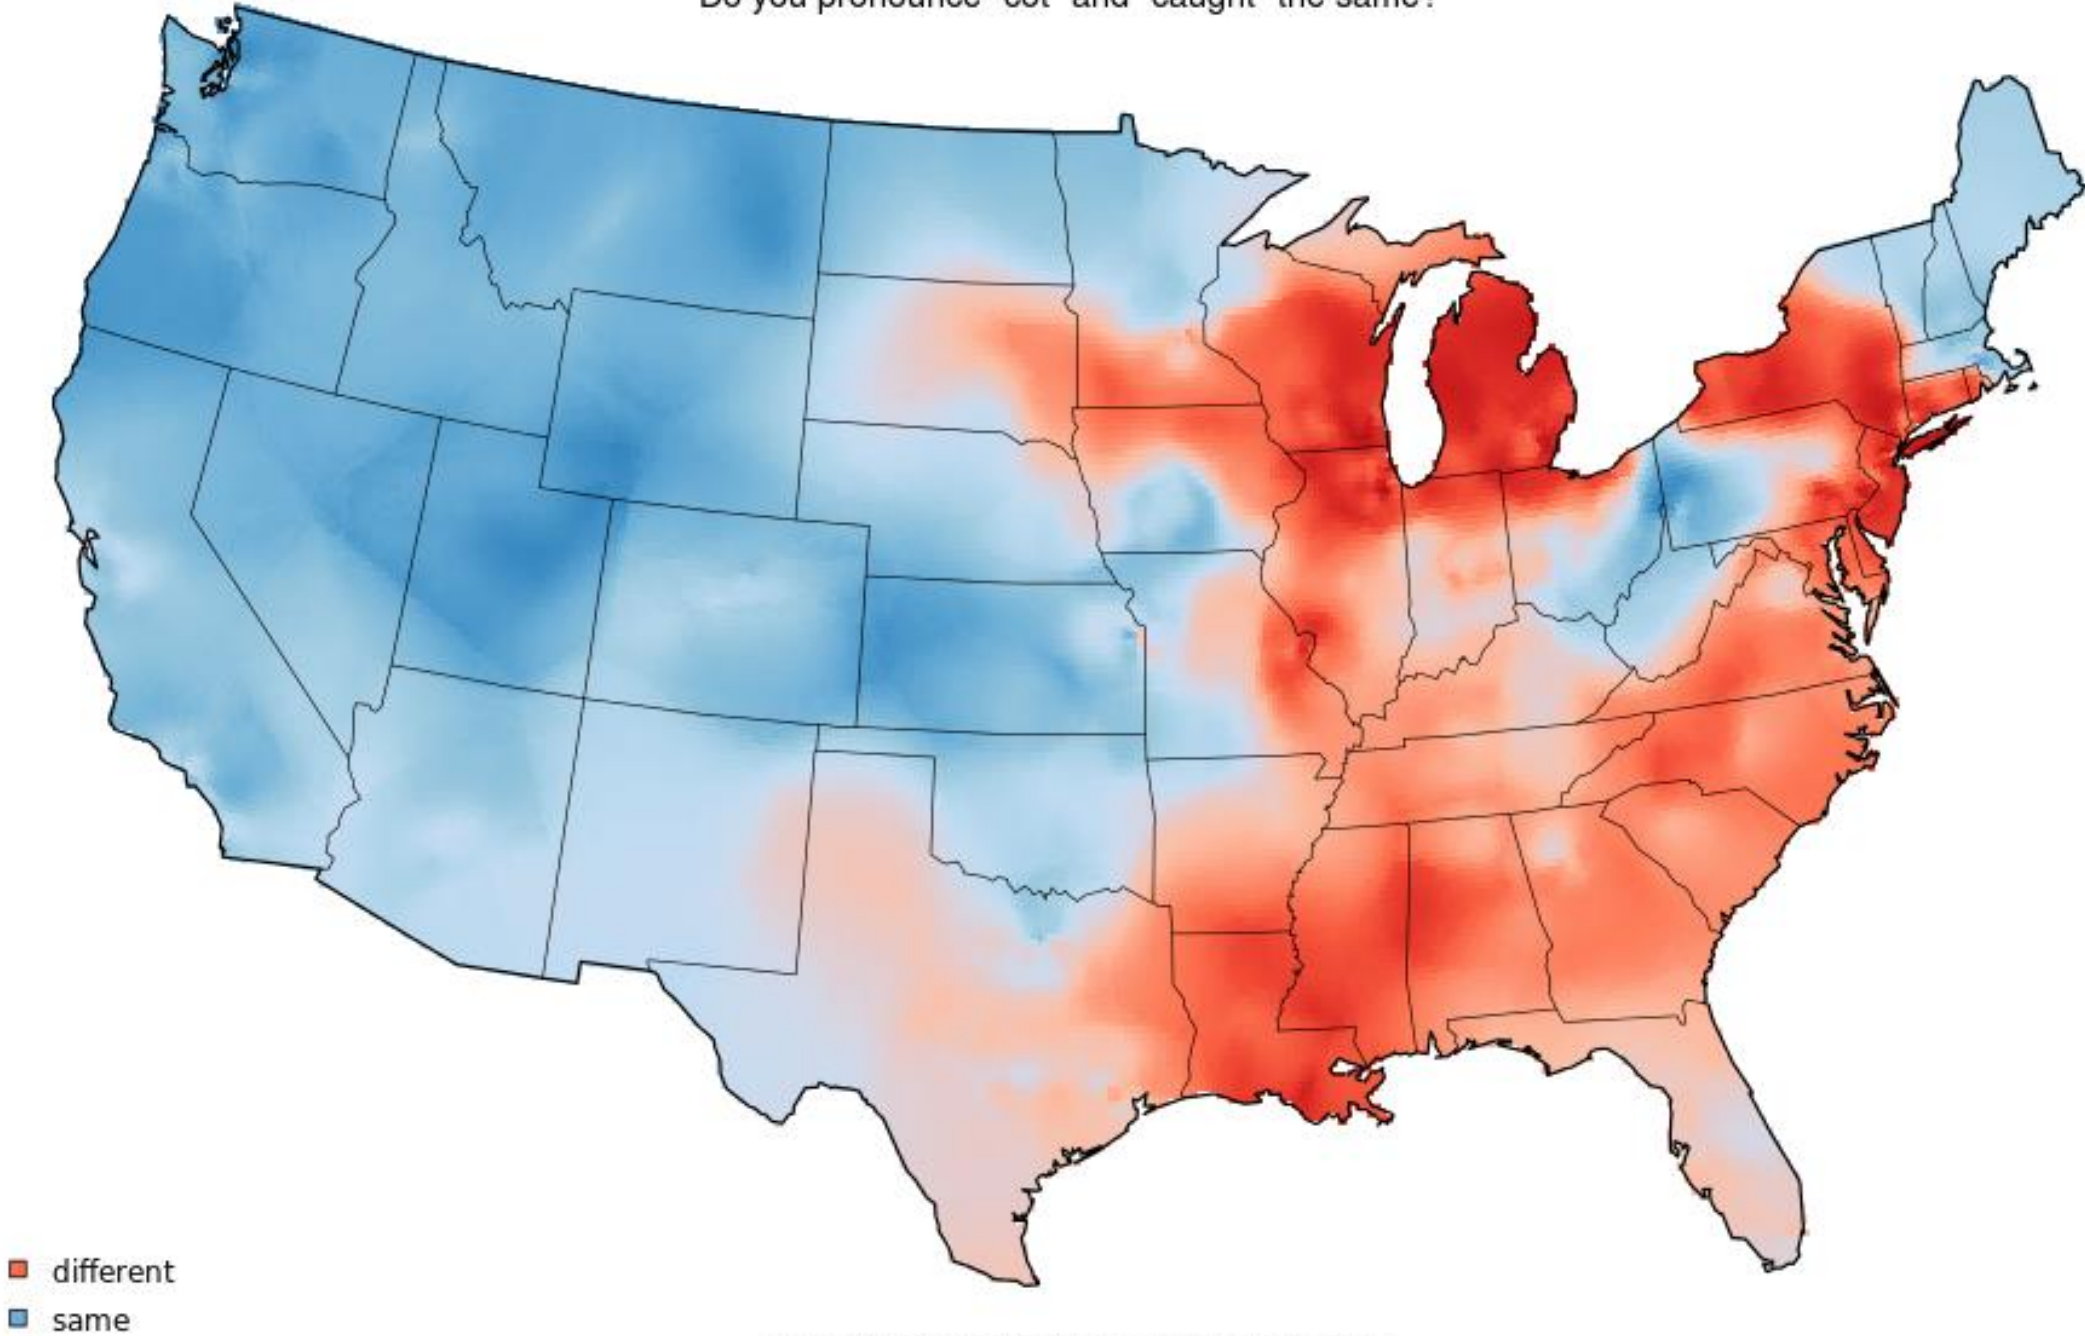 Do you pronounce "cot" and "caught" the same?
different
same